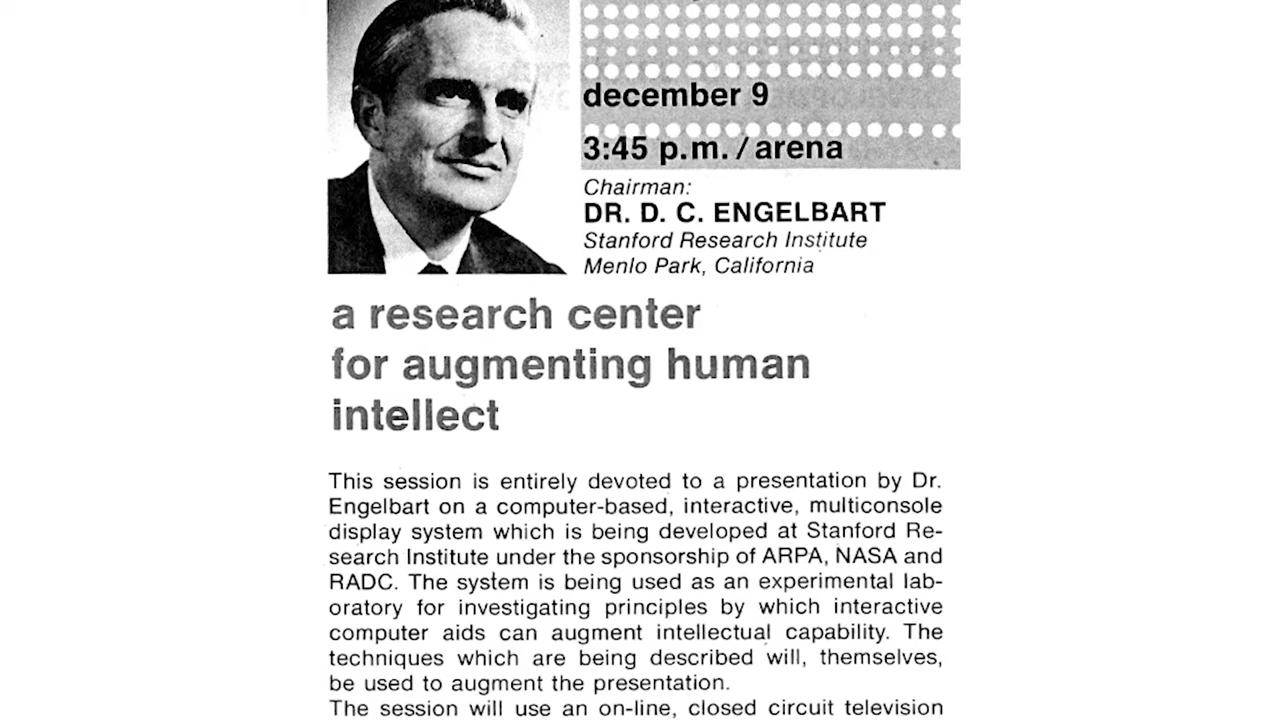 december 9
3:45 p.m. / arena
Chairman:
DR. D. C. ENGELBART
Stanford Research Institute
Menlo Park, California
a research center
for augmenting human
intellect
This session is entirely devoted to a presentation by Dr.
Engelbart on a computer-based, interactive, multiconsole
display system which is being developed at Stanford Re-
search Institute under the sponsorship of ARPA, NASA and
RADC. The system is being used as an experimental lab-
oratory for investigating principles by which interactive
computer aids can augment intellectual capability. The
techniques which are being described will, themselves,
be used to augment the presentation.
The session will use an on-line, closed circuit television